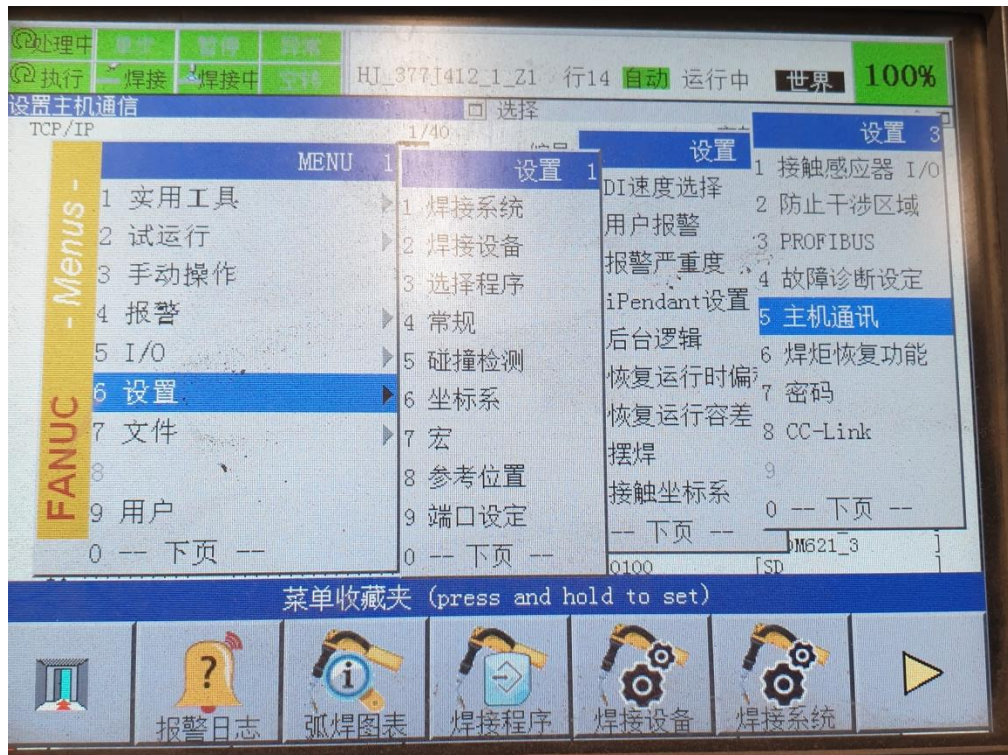 处理中 单步 暂停 异常
执行 焊接 焊接中 空转
HJ_377J412_1_Z1 行14 自动 运行中 世界 100%
设置主机通信
选择
TCP/IP 1/40
FANUC - Menus -
MENU 1
1 实用工具
2 试运行
3 手动操作
4 报警
5 I/O
6 设置
7 文件
8
9 用户
0 -- 下页 --
设置 1
1 焊接系统
2 焊接设备
3 选择程序
4 常规
5 碰撞检测
6 坐标系
7 宏
8 参考位置
9 端口设定
0 -- 下页 --
设置
DI速度选择
用户报警
报警严重度
iPendant设置
后台逻辑
恢复运行时偏
恢复运行容差
摆焊
接触坐标系
-- 下页 --
设置 3
1 接触感应器 I/O
2 防止干涉区域
3 PROFIBUS
4 故障诊断设定
5 主机通讯
6 焊炬恢复功能
7 密码
8 CC-Link
9
0 -- 下页 --
DM621_3 ]
0100 [SD ]
菜单收藏夹 (press and hold to set)
报警日志
弧焊图表
焊接程序
焊接设备
焊接系统